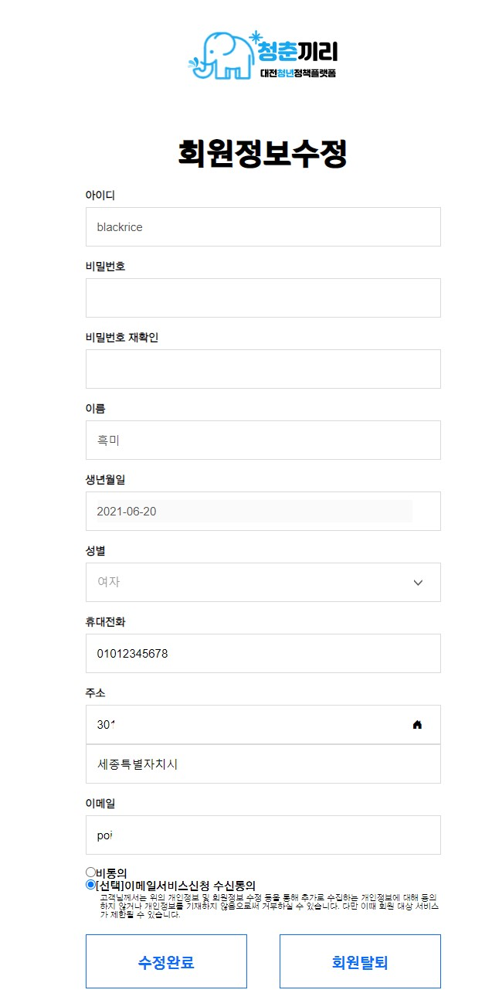 청춘끼리
대전청년정책플랫폼
회원정보수정
아이디
blackrice
비밀번호
비밀번호 재확인
이름
흑미
생년월일
2021-06-20
성별
여자
휴대전화
01012345678
주소
301
세종특별자치시
이메일
poi
비통의
[선택]이메일서비스신청 수신통의
고객님께서는 위의 개인정보 및 회원정보 수정 등을 통해 추가로 수집하는 개인정보에 대해 동의
하지 않거나 개인정보를 기재하지 않음으로써 거부하실 수 있습니다. 다만 이때 회원 대상 서비스
가 제한될 수 있습니다.
수정완료 회원탈퇴